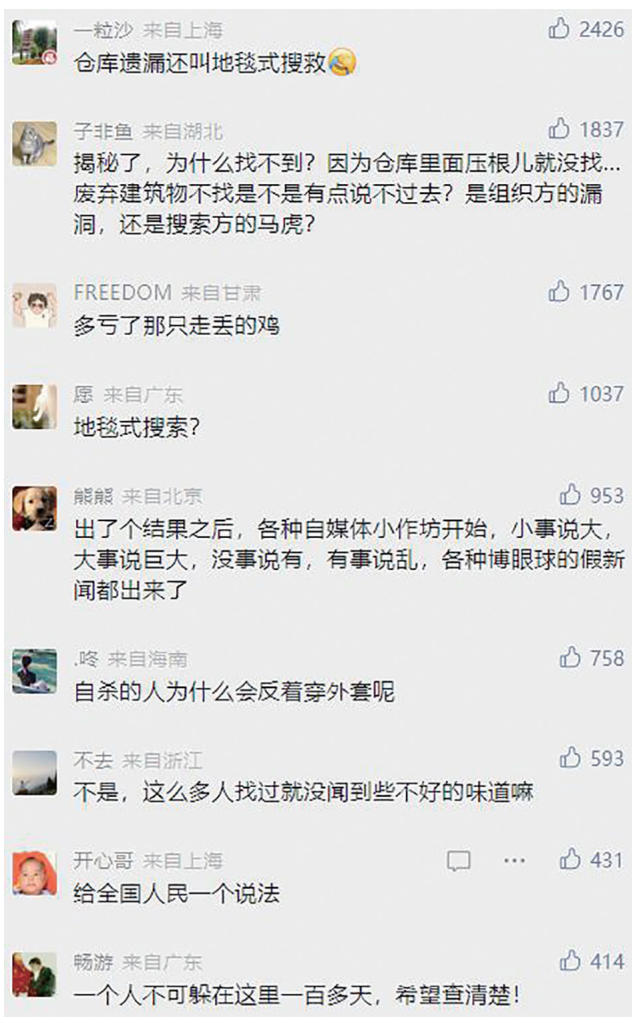 一粒沙 来自上海 2426
仓库遗漏还叫地毯式搜救
子非鱼 来自湖北 1837
揭秘了，为什么找不到？因为仓库里面压根儿就没找...
废弃建筑物不找是不是有点说不过去？是组织方的漏
洞，还是搜索方的马虎？
FREEDOM 来自甘肃 1767
多亏了那只走丢的鸡
愿 来自广东 1037
地毯式搜索？
熊熊 来自北京 953
出了个结果之后，各种自媒体小作坊开始，小事说大，
大事说巨大，没事说有，有事说乱，各种博眼球的假新
闻都出来了
.咚 来自海南 758
自杀的人为什么会反着穿外套呢
不去 来自浙江 593
不是，这么多人找过就没闻到些不好的味道嘛
开心哥 来自上海 431
给全国人民一个说法
畅游 来自广东 414
一个人不可躲在这里一百多天，希望查清楚！